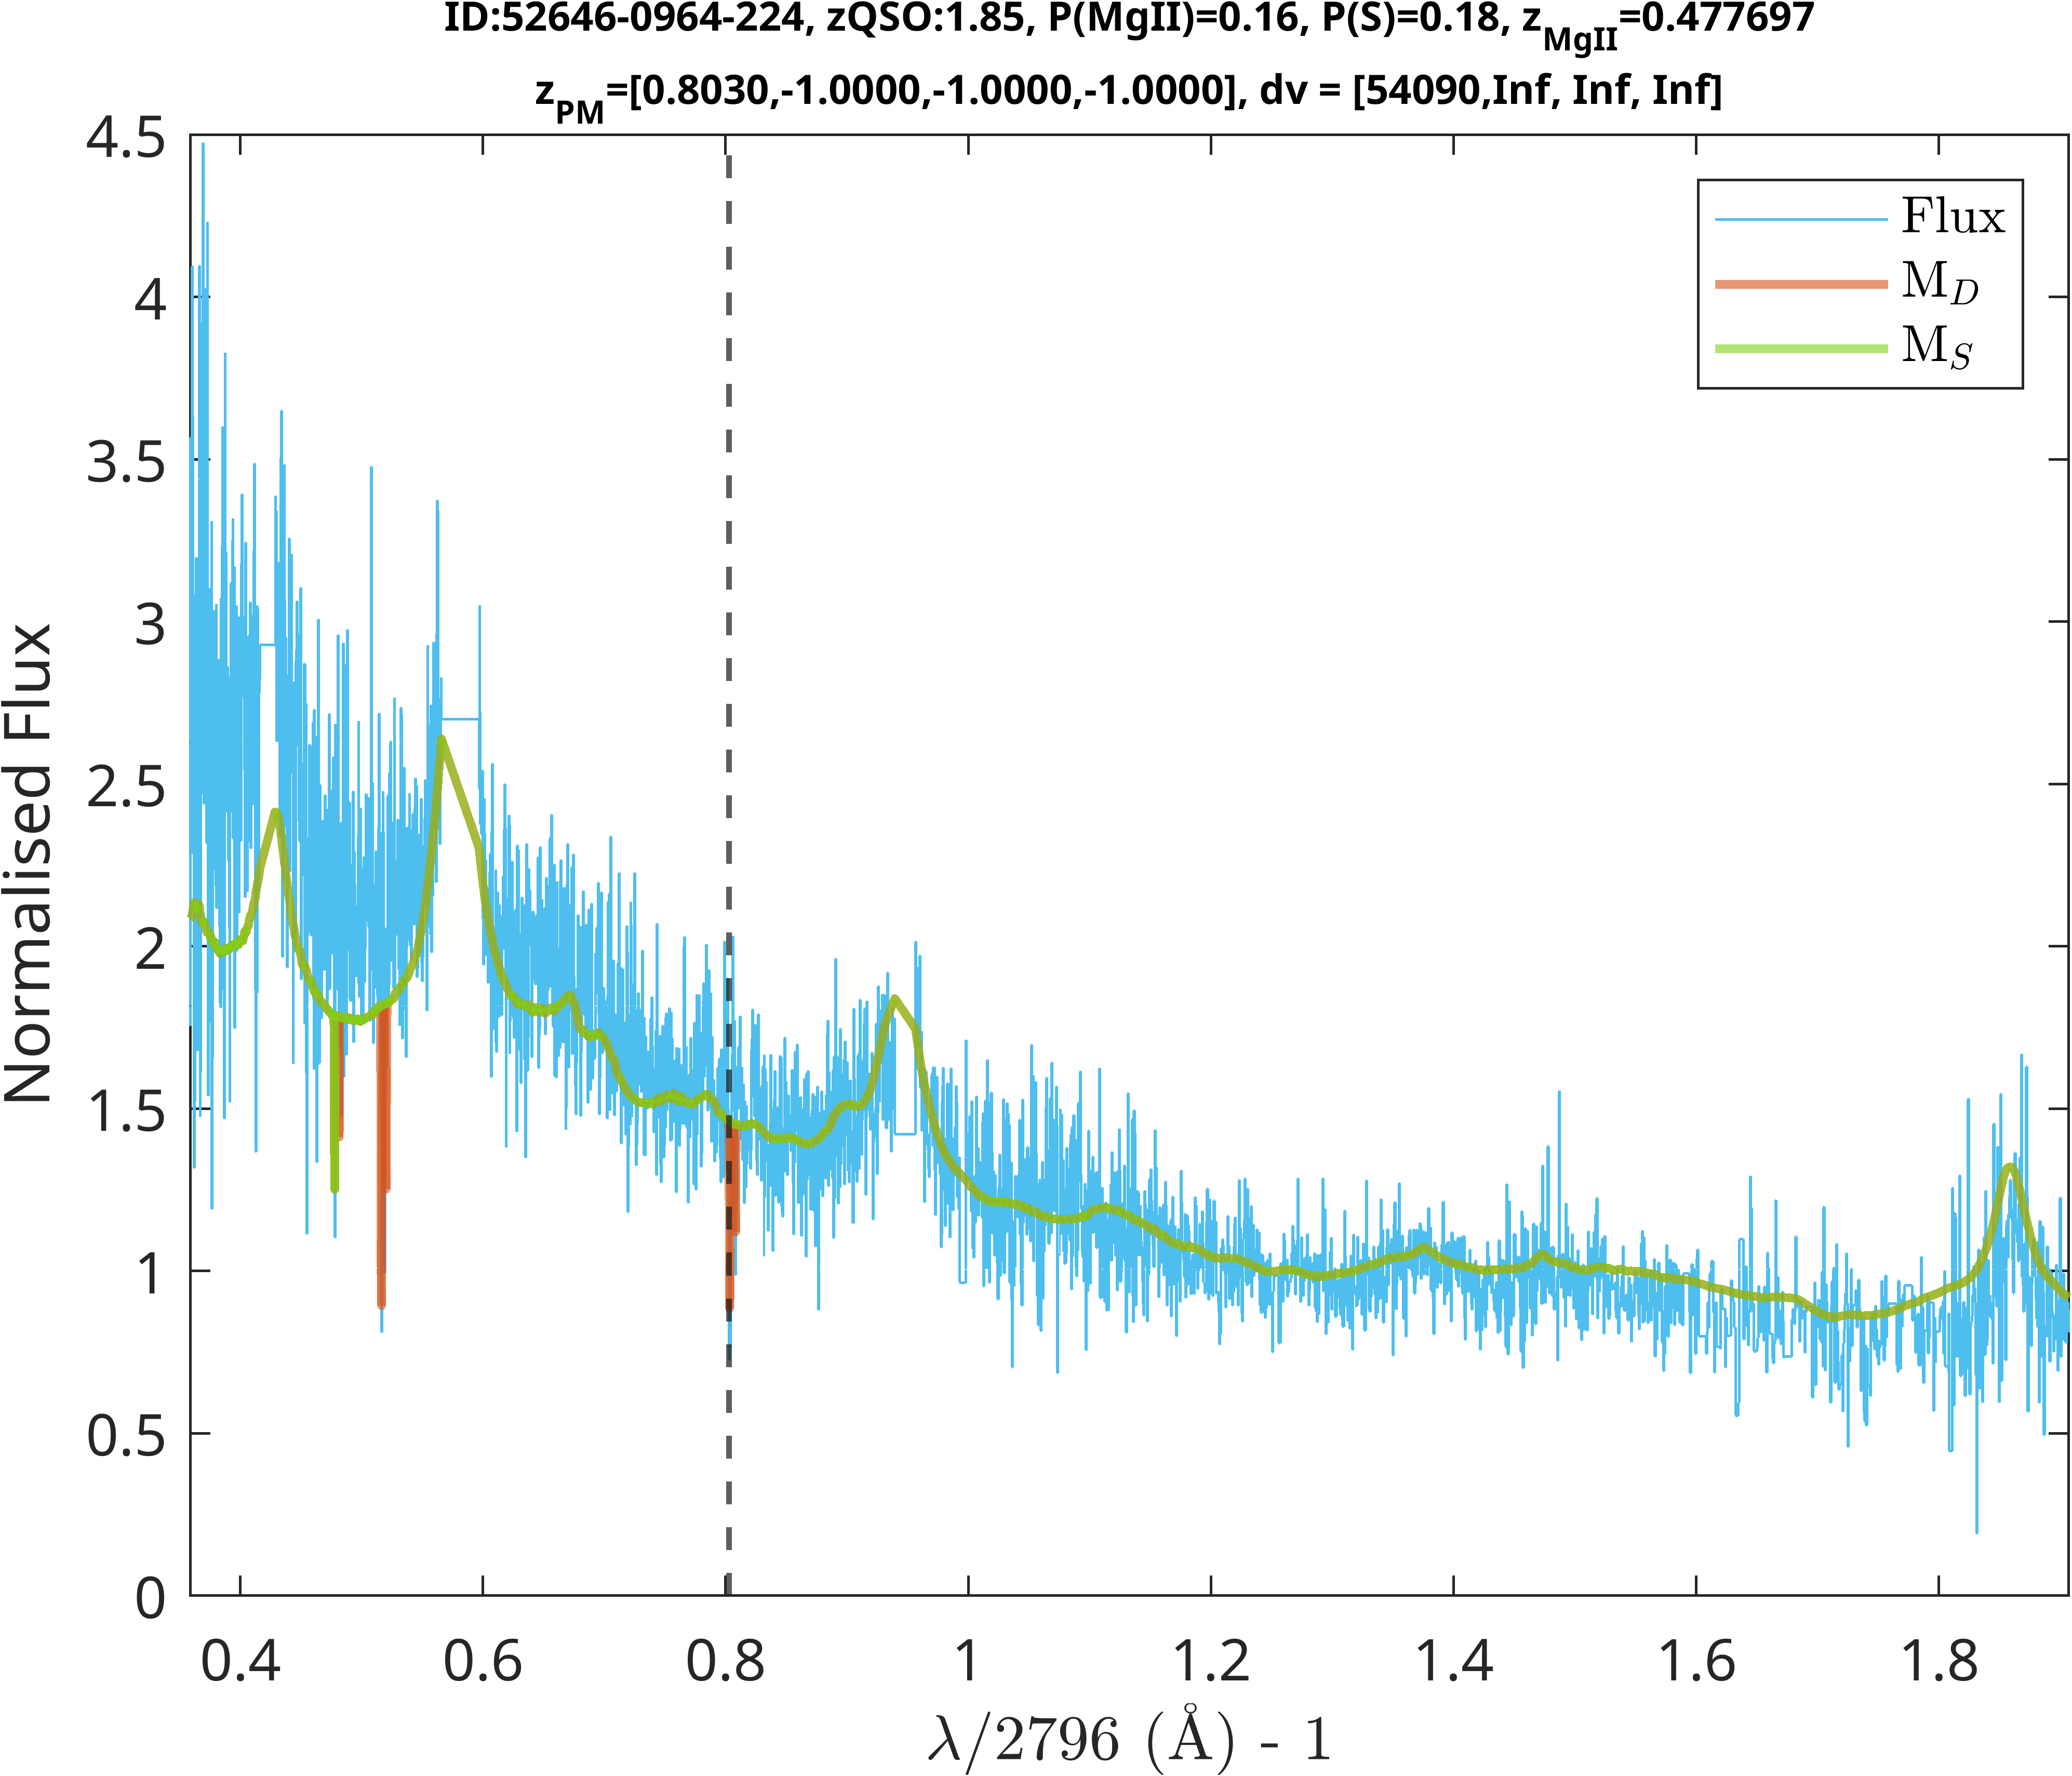 ID:52646-0964-224, zQSO:1.85, P(MgII)=0.16, P(S)=0.18, zMgII=0.477697
zPM=[0.8030,-1.0000,-1.0000,-1.0000], dv = [54090,Inf, Inf, Inf]
4.5
4
3.5
3
2.5
2
1.5
1
0.5
0
Normalised Flux
Flux
MD
MS
0.4 0.6 0.8 1 1.2 1.4 1.6 1.8
λ/2796 (Å) - 1